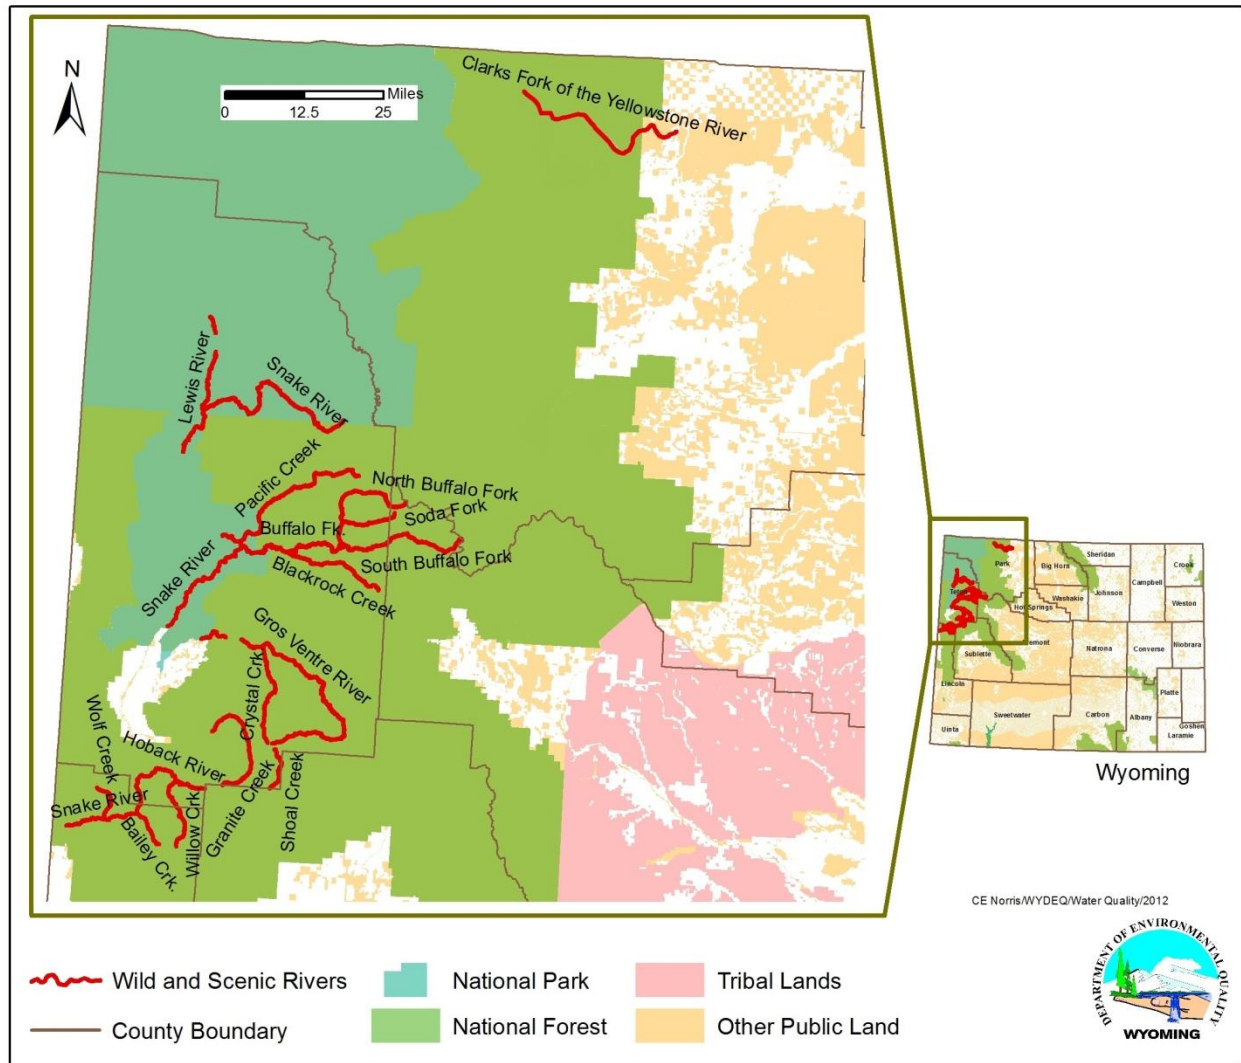 N
Miles
0 12.5 25
Clarks Fork of the Yellowstone River
Lewis River
Snake River
Pacific Creek
North Buffalo Fork
Soda Fork
Buffalo Fk.
South Buffalo Fork
Blackrock Creek
Snake River
Gros Ventre River
Crystal Crk.
Wolf Creek
Hoback River
Snake River
Bailey Crk.
Willow Crk.
Granite Creek
Shoal Creek
Park
Big Horn
Sheridan
Campbell
Crook
Johnson
Washakie
Weston
Hot Springs
Natrona
Converse
Niobrara
Sublette
Lincoln
Platte
Sweetwater
Carbon
Albany
Goshen
Uinta
Laramie
Wyoming
CE Norris/WYDEQ/Water Quality/2012
DEPARTMENT OF ENVIRONMENTAL QUALITY
WYOMING
Wild and Scenic Rivers
National Park
Tribal Lands
County Boundary
National Forest
Other Public Land